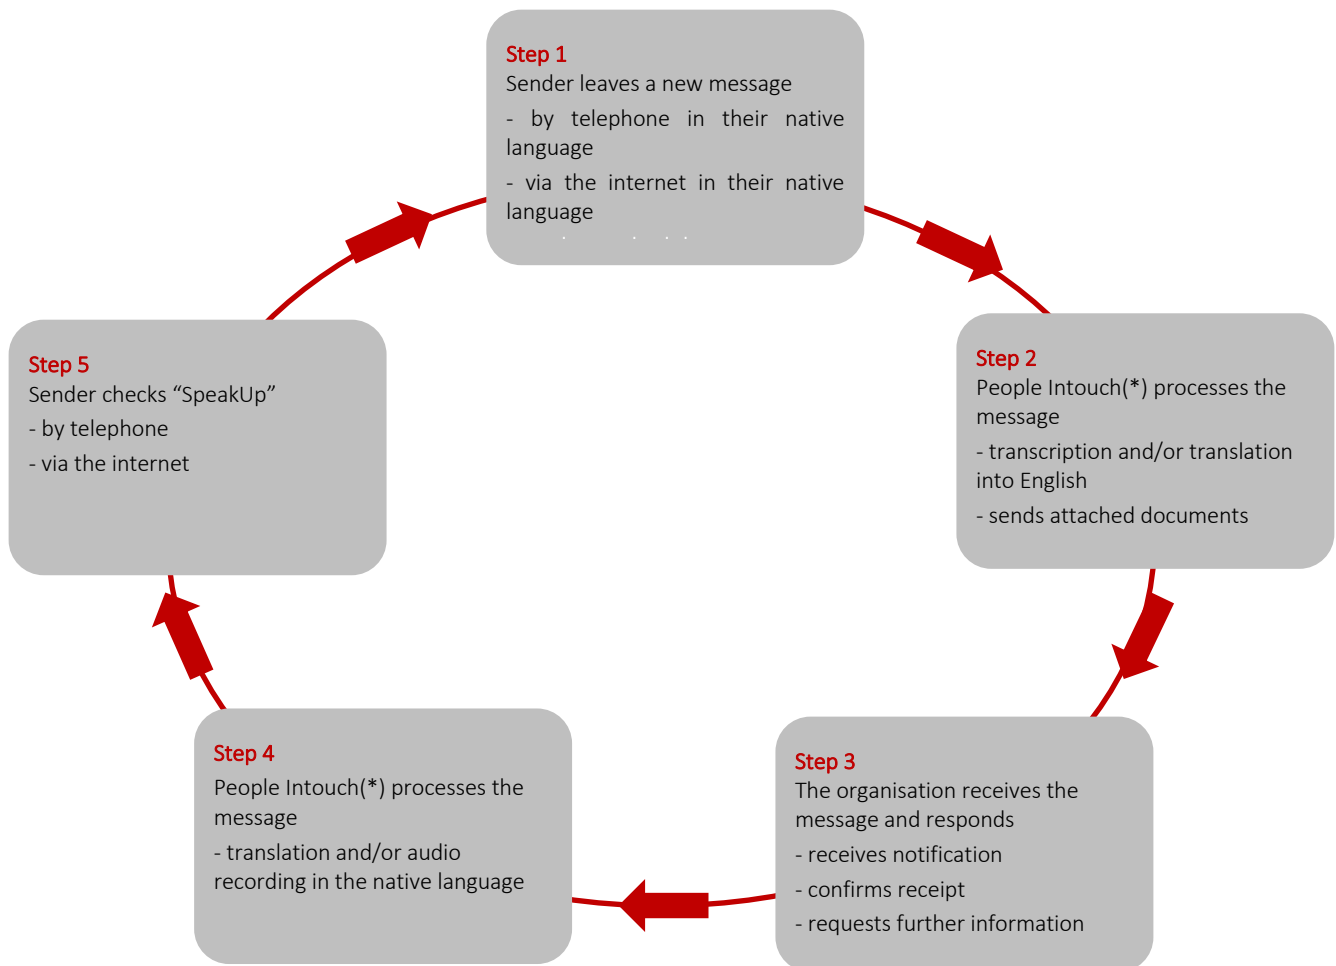 Step 1
Sender leaves a new message
- by telephone in their native
language
- via the internet in their native
language
Step 2
People Intouch(*) processes the
message
- transcription and/or translation
into English
- sends attached documents
Step 3
The organisation receives the
message and responds
- receives notification
- confirms receipt
- requests further information
Step 4
People Intouch(*) processes the
message
- translation and/or audio
recording in the native language
Step 5
Sender checks “SpeakUp”
- by telephone
- via the internet